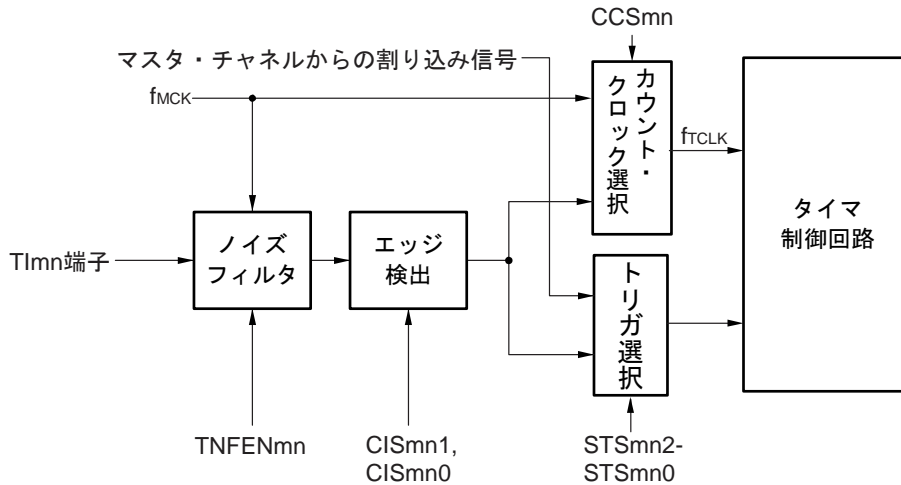 CCSmn
マスタ・チャネルからの割り込み信号
fMCK
カウント・
クロック選択
fTCLK
タイマ
制御回路
TImn端子
ノイズ
フィルタ
エッジ
検出
トリガ選択
TNFENmn
CISmn1,
CISmn0
STSmn2-
STSmn0